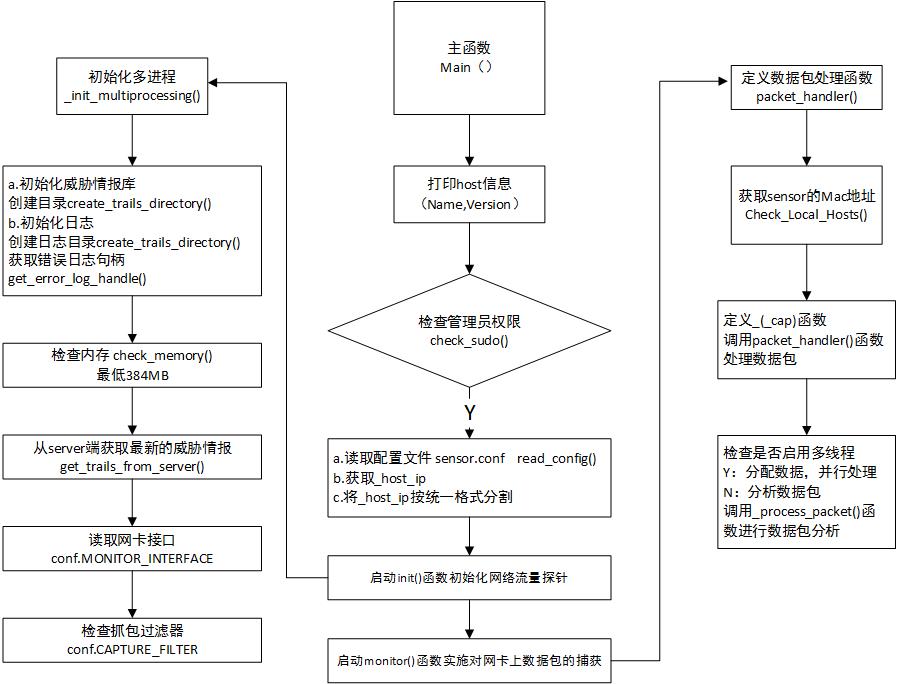 主函数
Main（）
打印host信息
（Name,Version）
检查管理员权限
check_sudo()
Y
a.读取配置文件 sensor.conf read_config()
b.获取_host_ip
c.将_host_ip按统一格式分割
启动init()函数初始化网络流量探针
启动monitor()函数实施对网卡上数据包的捕获
初始化多进程
_init_multiprocessing()
a.初始化威胁情报库
创建目录create_trails_directory()
b.初始化日志
创建日志目录create_trails_directory()
获取错误日志句柄
get_error_log_handle()
检查内存 check_memory()
最低384MB
从server端获取最新的威胁情报
get_trails_from_server()
读取网卡接口
conf.MONITOR_INTERFACE
检查抓包过滤器
conf.CAPTURE_FILTER
定义数据包处理函数
packet_handler()
获取sensor的Mac地址
Check_Local_Hosts()
定义_(_cap)函数
调用packet_handler()函数
处理数据包
检查是否启用多线程
Y：分配数据，并行处理
N：分析数据包
调用_process_packet()函
数进行数据包分析